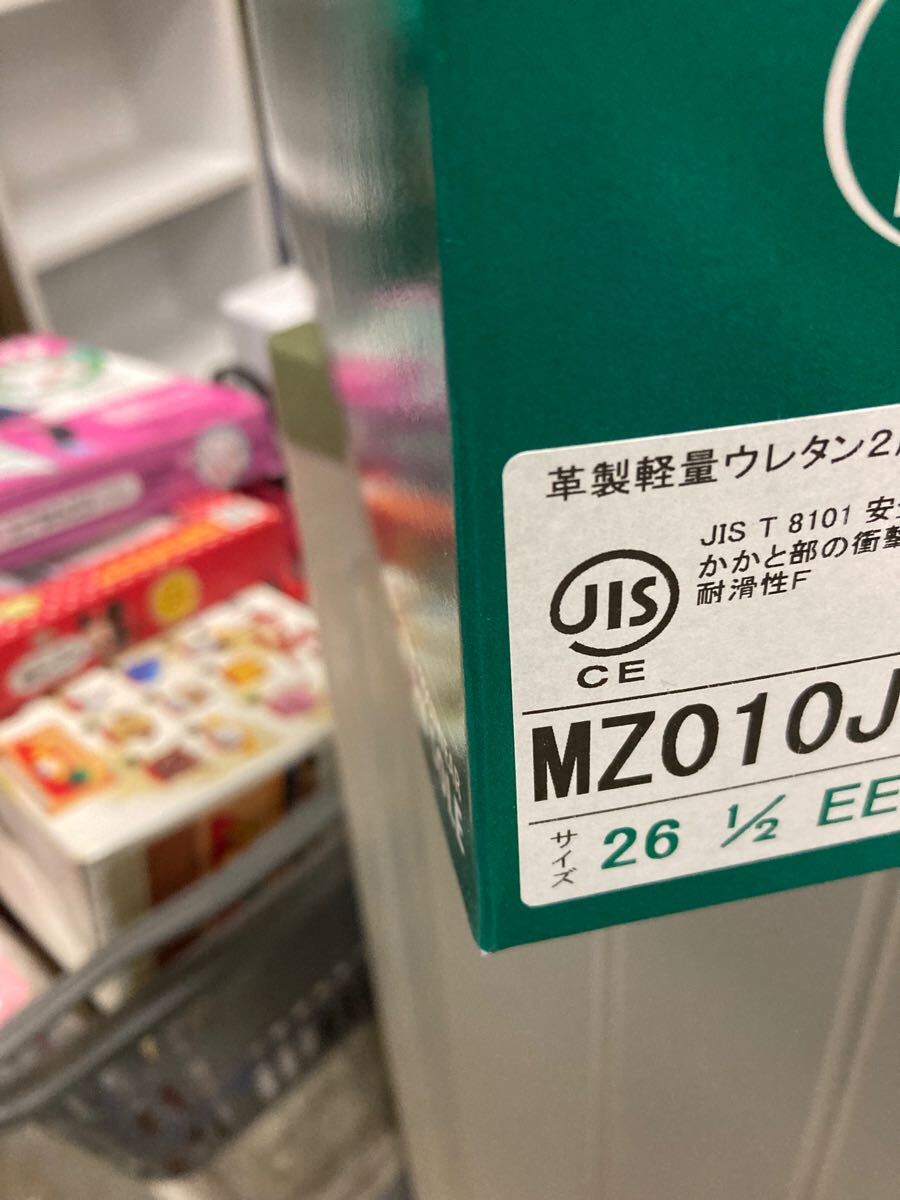 革製軽量ウレタン2
JIS T 8101 安
かかと部の衝撃
耐滑性F
JIS
CE
MZ010J
サイズ 26 ½ EE